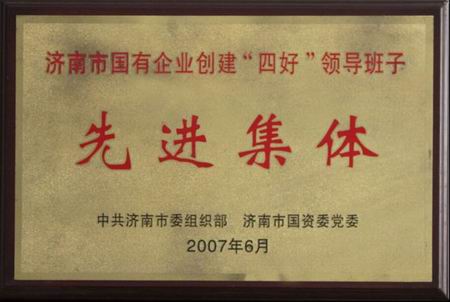 济南市国有企业创建“四好”领导班子
先进集体
中共济南市委组织部 济南市国资委党委
2007年6月